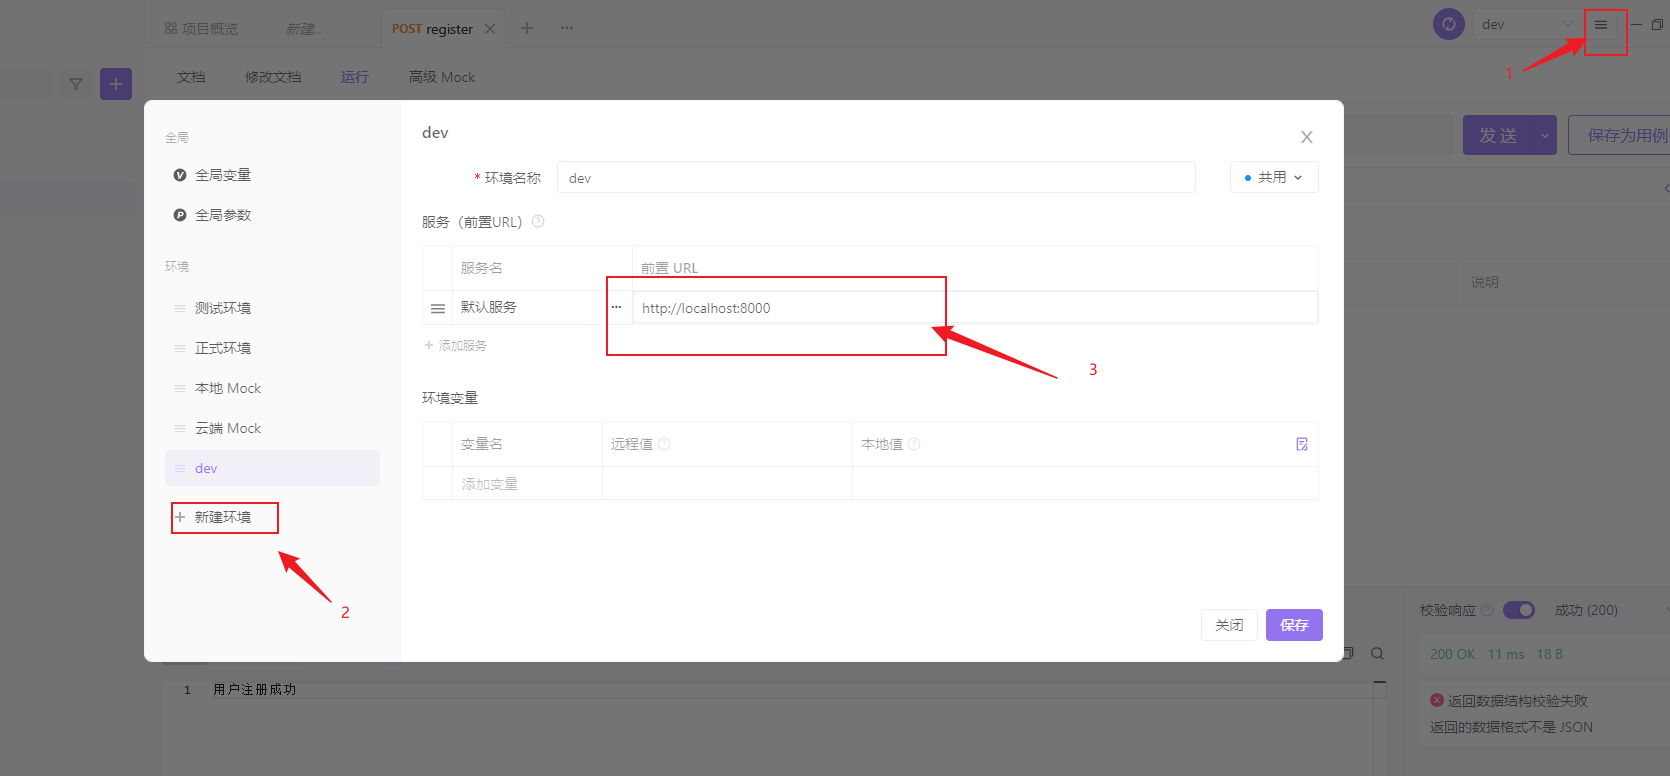 项目概览
新建...
POST register
dev
1
文档
修改文档
运行
高级 Mock
发 送
保存为用例
全局
全局变量
全局参数
环境
测试环境
正式环境
本地 Mock
云端 Mock
dev
新建环境
2
dev
* 环境名称
dev
共用
服务（前置URL）
服务名
前置 URL
默认服务
http://localhost:8000
添加服务
3
环境变量
变量名
远程值
本地值
添加变量
关闭
保存
说明
校验响应
成功 (200)
200 OK 11 ms 18 B
返回数据结构校验失败
返回的数据格式不是 JSON
1 用户注册成功